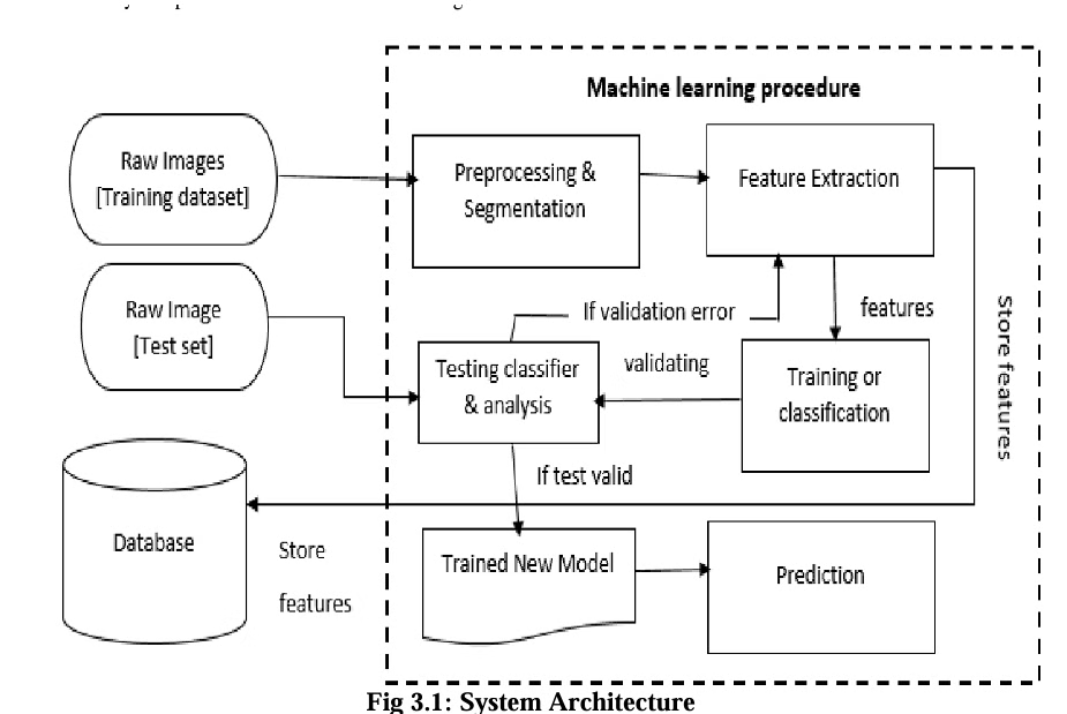 Machine learning procedure
Raw Images
[Training dataset]
Preprocessing &
Segmentation
Feature Extraction
Raw Image
[Test set]
If validation error
features
Store features
Testing classifier
& analysis
validating
Training or
classification
If test valid
Database
Store
features
Trained New Model
Prediction
Fig 3.1: System Architecture